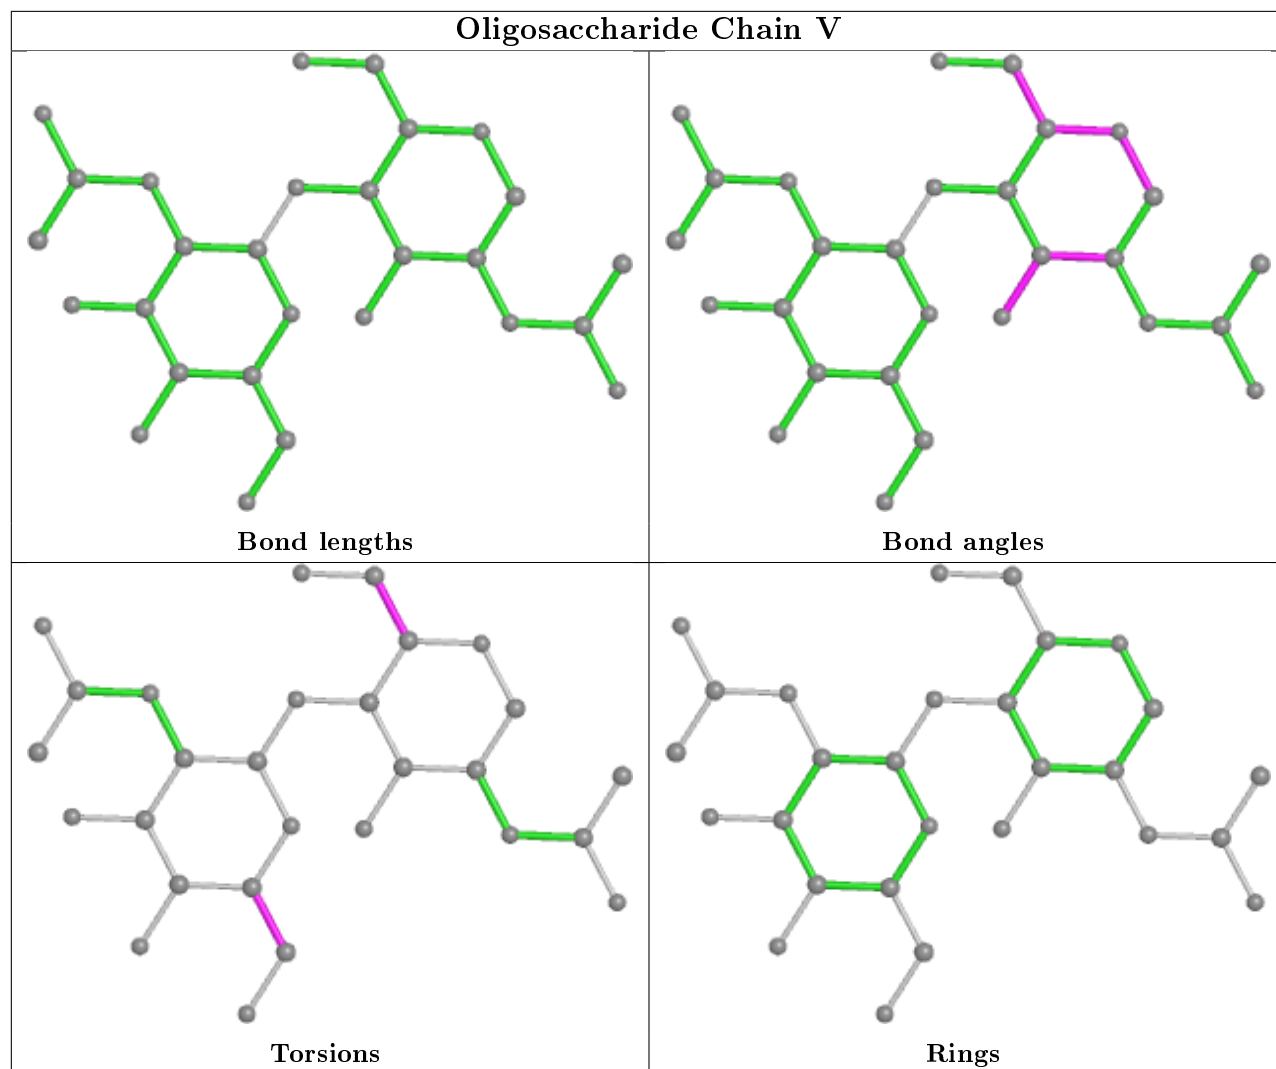 Oligosaccharide Chain V
Bond lengths
Bond angles
Torsions
Rings